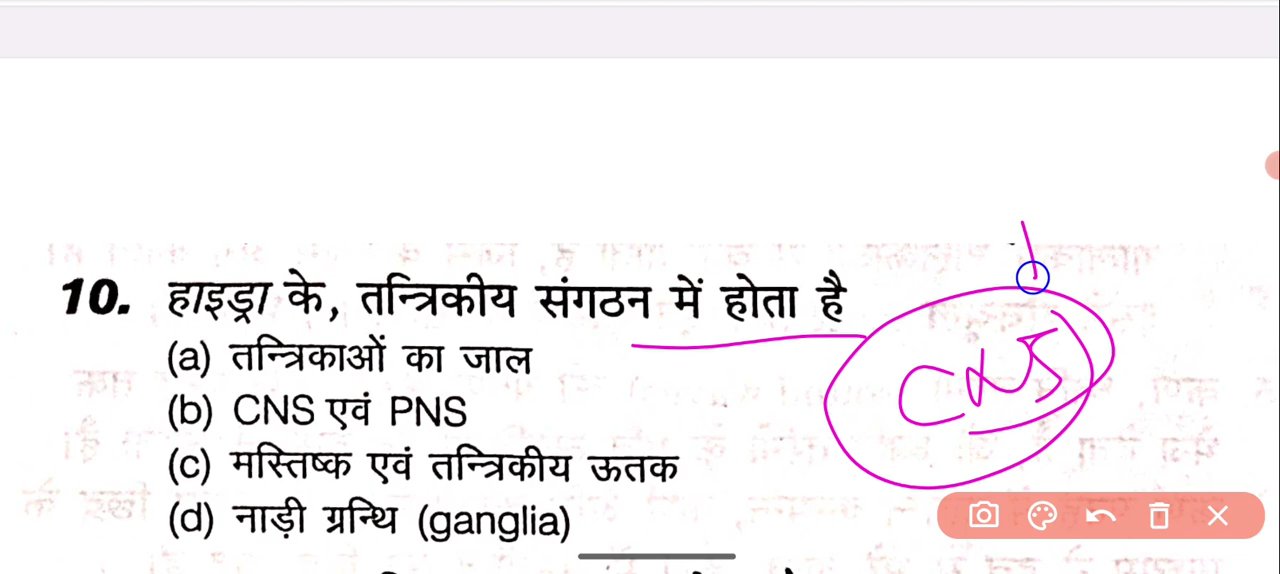 10. हाइड्रा के, तन्त्रिकीय संगठन में होता है
(a) तन्त्रिकाओं का जाल
(b) CNS एवं PNS
(c) मस्तिष्क एवं तन्त्रिकीय ऊतक
(d) नाड़ी ग्रन्थि (ganglia)
CNS